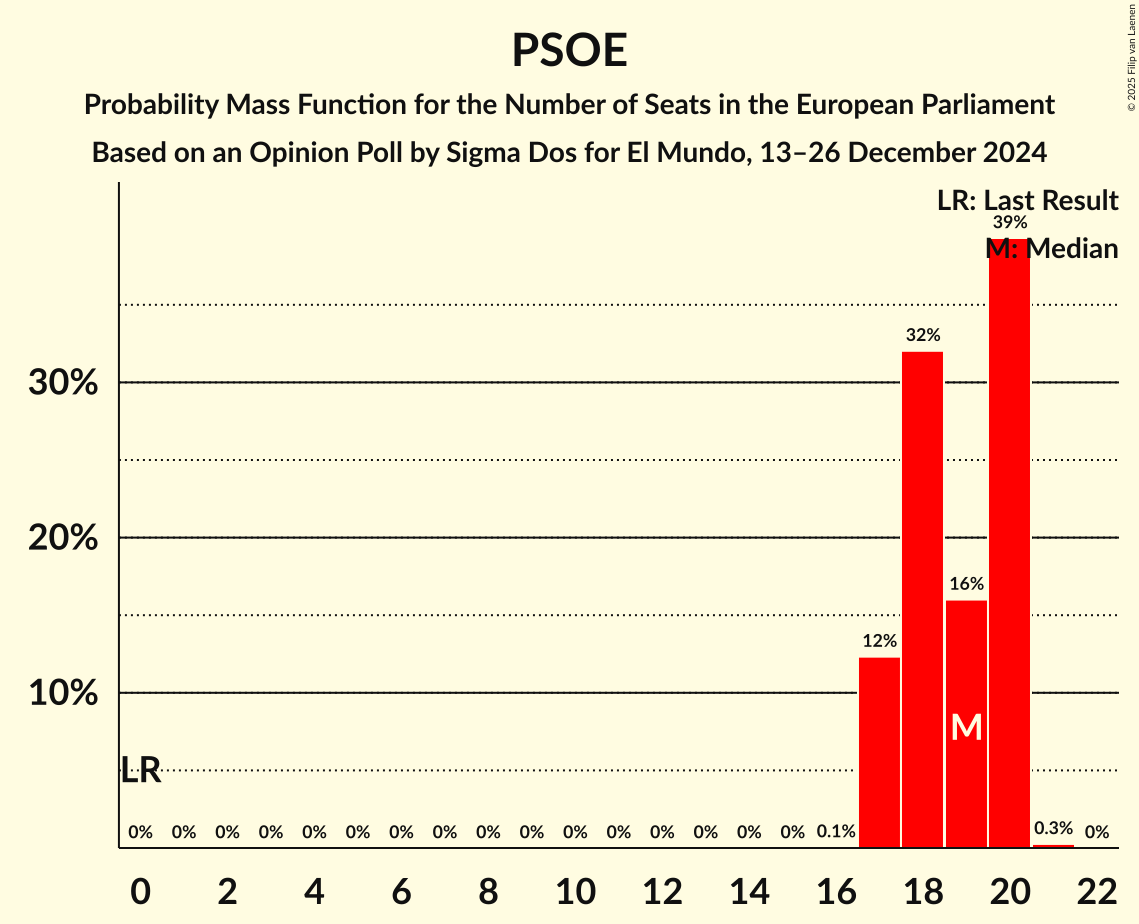 PSOE
Probability Mass Function for the Number of Seats in the European Parliament
Based on an Opinion Poll by Sigma Dos for El Mundo, 13–26 December 2024
© 2025 Filip van Laenen
LR: Last Result
39%
M: Median
32%
30%
20%
16%
12%
10%
M
LR
0% 0% 0% 0% 0% 0% 0% 0% 0% 0% 0% 0% 0% 0% 0% 0% 0.1% 0.3% 0%
0 2 4 6 8 10 12 14 16 18 20 22